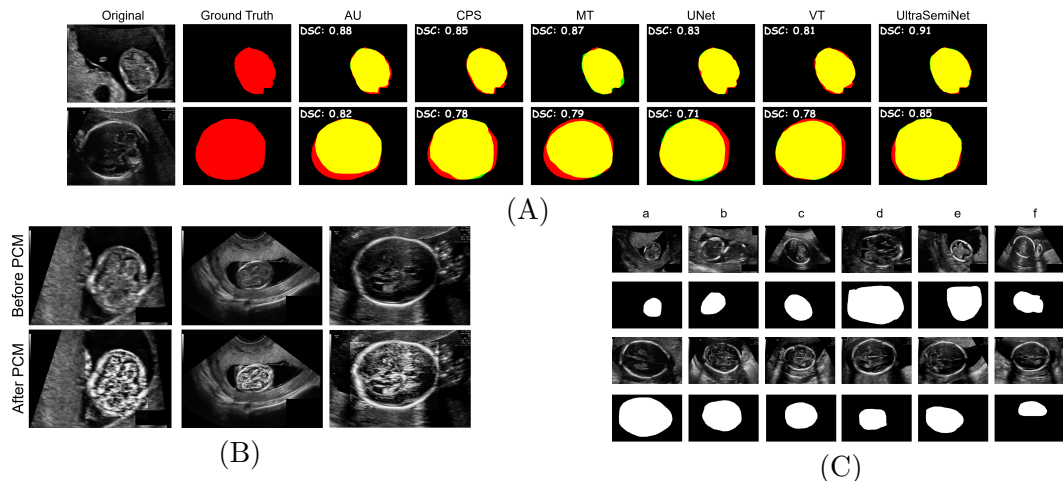 Original Ground Truth AU CPS MT UNet VT UltraSemiNet
DSC: 0.88 DSC: 0.85 DSC: 0.87 DSC: 0.83 DSC: 0.81 DSC: 0.91
DSC: 0.82 DSC: 0.78 DSC: 0.79 DSC: 0.71 DSC: 0.78 DSC: 0.85
(A)
Before PCM
After PCM
(B)
a b c d e f
(C)